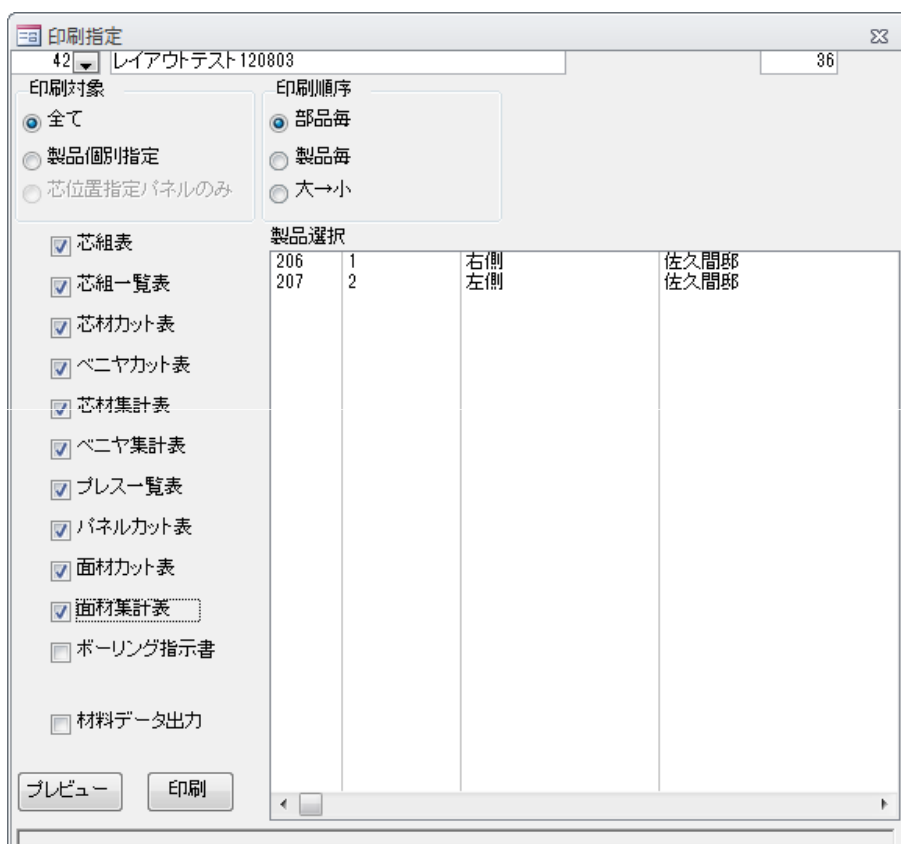 印刷指定
42 レイアウトテスト120803 36
印刷対象 印刷順序
全て 部品毎
製品個別指定 製品毎
芯位置指定パネルのみ 大→小
芯組表
芯組一覧表
芯材カット表
ベニヤカット表
芯材集計表
ベニヤ集計表
プレス一覧表
パネルカット表
面材カット表
面材集計表
ボーリング指示書
材料データ出力
製品選択
206 1 右側 佐久間邸
207 2 左側 佐久間邸
プレビュー 印刷